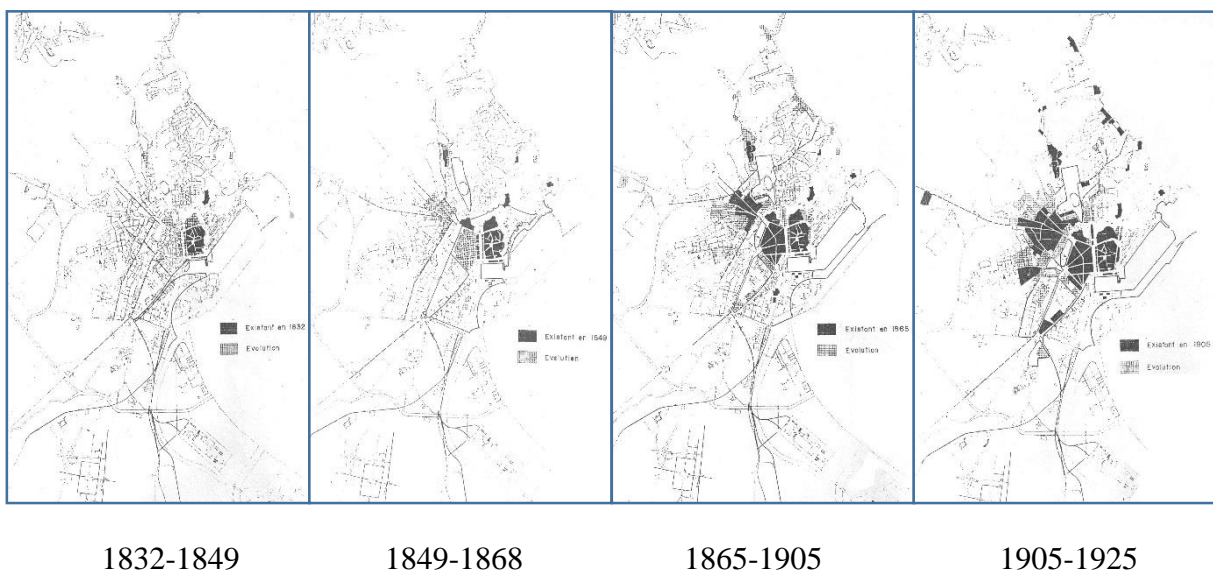 Existant en 1832
Evolution
Existant en 1849
Evolution
Existant en 1865
Evolution
Existant en 1905
Evolution
1832-1849
1849-1868
1865-1905
1905-1925